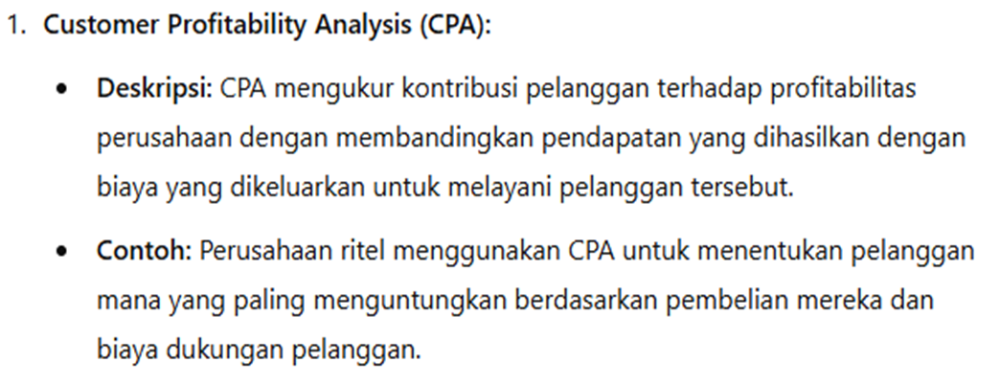 1. Customer Profitability Analysis (CPA):
• Deskripsi: CPA mengukur kontribusi pelanggan terhadap profitabilitas
perusahaan dengan membandingkan pendapatan yang dihasilkan dengan
biaya yang dikeluarkan untuk melayani pelanggan tersebut.
• Contoh: Perusahaan ritel menggunakan CPA untuk menentukan pelanggan
mana yang paling menguntungkan berdasarkan pembelian mereka dan
biaya dukungan pelanggan.